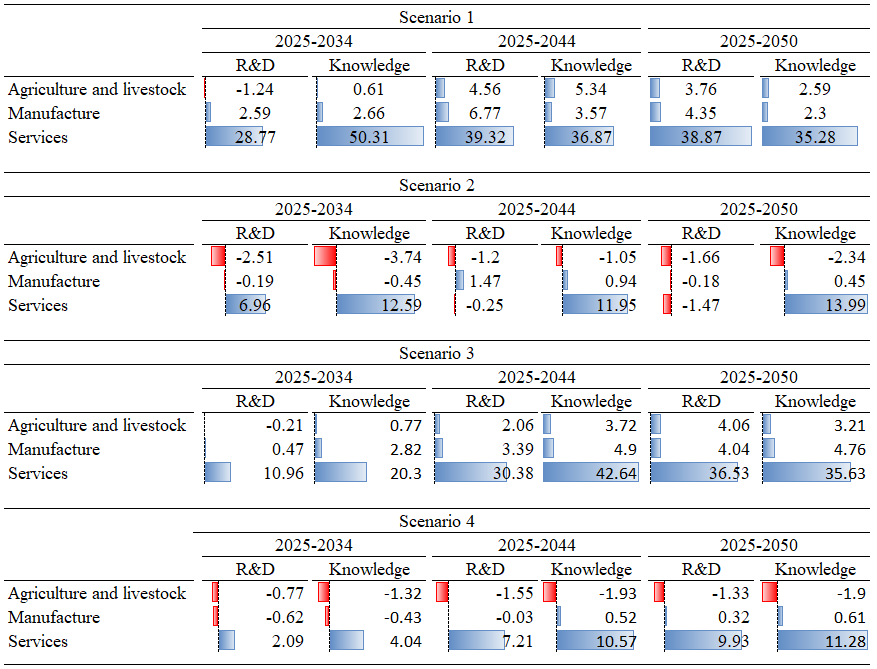 Scenario 1
2025-2034 2025-2044 2025-2050
R&D Knowledge R&D Knowledge R&D Knowledge
Agriculture and livestock -1.24 0.61 4.56 5.34 3.76 2.59
Manufacture 2.59 2.66 6.77 3.57 4.35 2.3
Services 28.77 50.31 39.32 36.87 38.87 35.28
Scenario 2
2025-2034 2025-2044 2025-2050
R&D Knowledge R&D Knowledge R&D Knowledge
Agriculture and livestock -2.51 -3.74 -1.2 -1.05 -1.66 -2.34
Manufacture -0.19 -0.45 1.47 0.94 -0.18 0.45
Services 6.96 12.59 -0.25 11.95 -1.47 13.99
Scenario 3
2025-2034 2025-2044 2025-2050
R&D Knowledge R&D Knowledge R&D Knowledge
Agriculture and livestock -0.21 0.77 2.06 3.72 4.06 3.21
Manufacture 0.47 2.82 3.39 4.9 4.04 4.76
Services 10.96 20.3 30.38 42.64 36.53 35.63
Scenario 4
2025-2034 2025-2044 2025-2050
R&D Knowledge R&D Knowledge R&D Knowledge
Agriculture and livestock -0.77 -1.32 -1.55 -1.93 -1.33 -1.9
Manufacture -0.62 -0.43 -0.03 0.52 0.32 0.61
Services 2.09 4.04 7.21 10.57 9.93 11.28